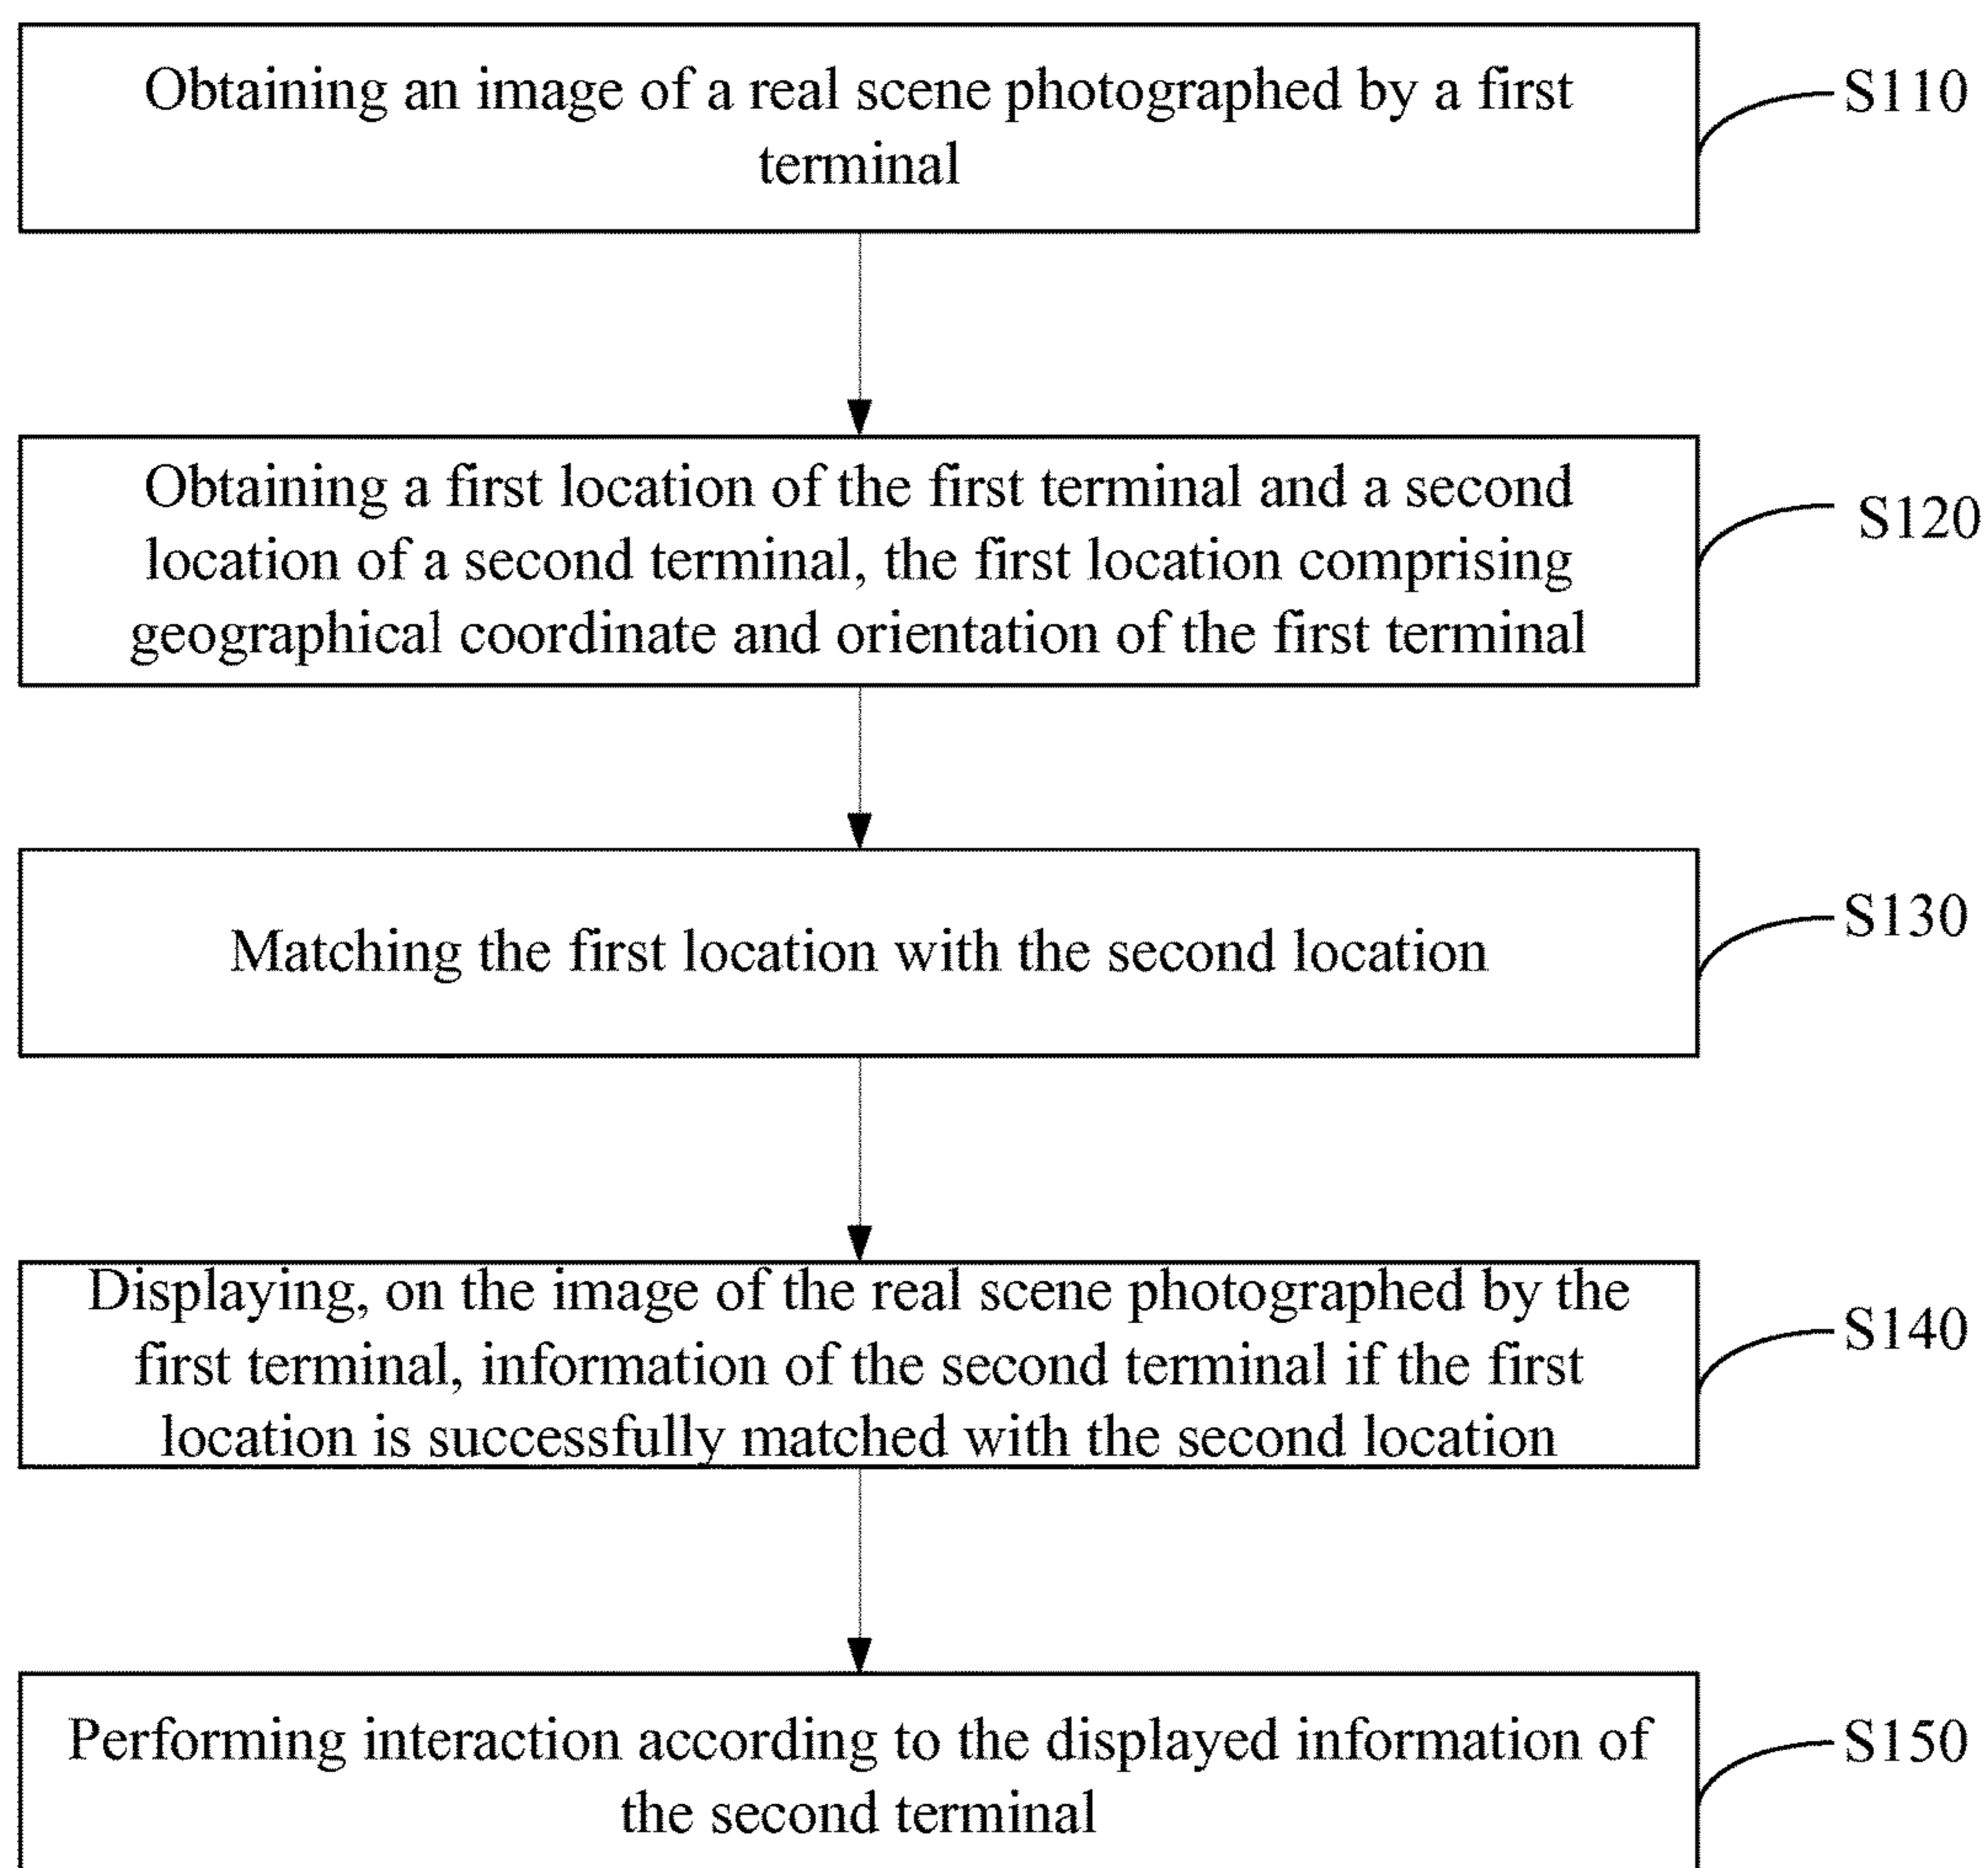 Obtaining an image of a real scene photographed by a first
terminal
S110
Obtaining a first location of the first terminal and a second
location of a second terminal, the first location comprising
geographical coordinate and orientation of the first terminal
S120
Matching the first location with the second location
S130
Displaying, on the image of the real scene photographed by the
first terminal, information of the second terminal if the first
location is successfully matched with the second location
S140
Performing interaction according to the displayed information of
the second terminal
S150